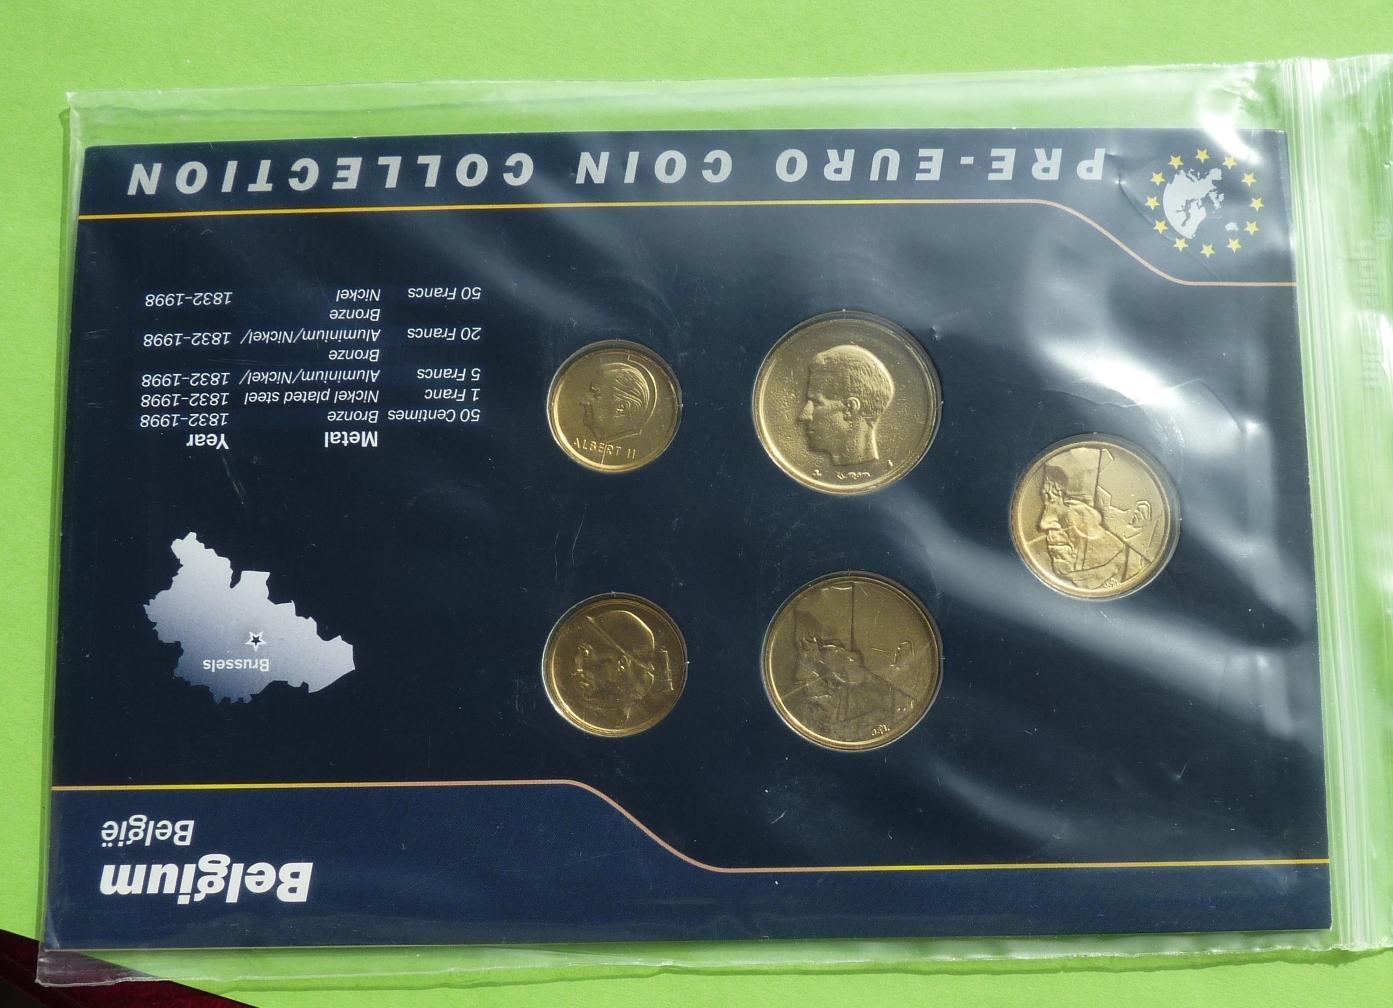 Belgium
België
Brussels
Metal Year
50 Centimes Bronze 1832-1998
1 Franc Nickel plated steel 1832-1998
5 Francs Aluminium/Nickel/ 1832-1998
Bronze
20 Francs Aluminium/Nickel/ 1832-1998
Bronze
50 Francs Nickel 1832-1998
ALBERT II
PRE-EURO COIN COLLECTION